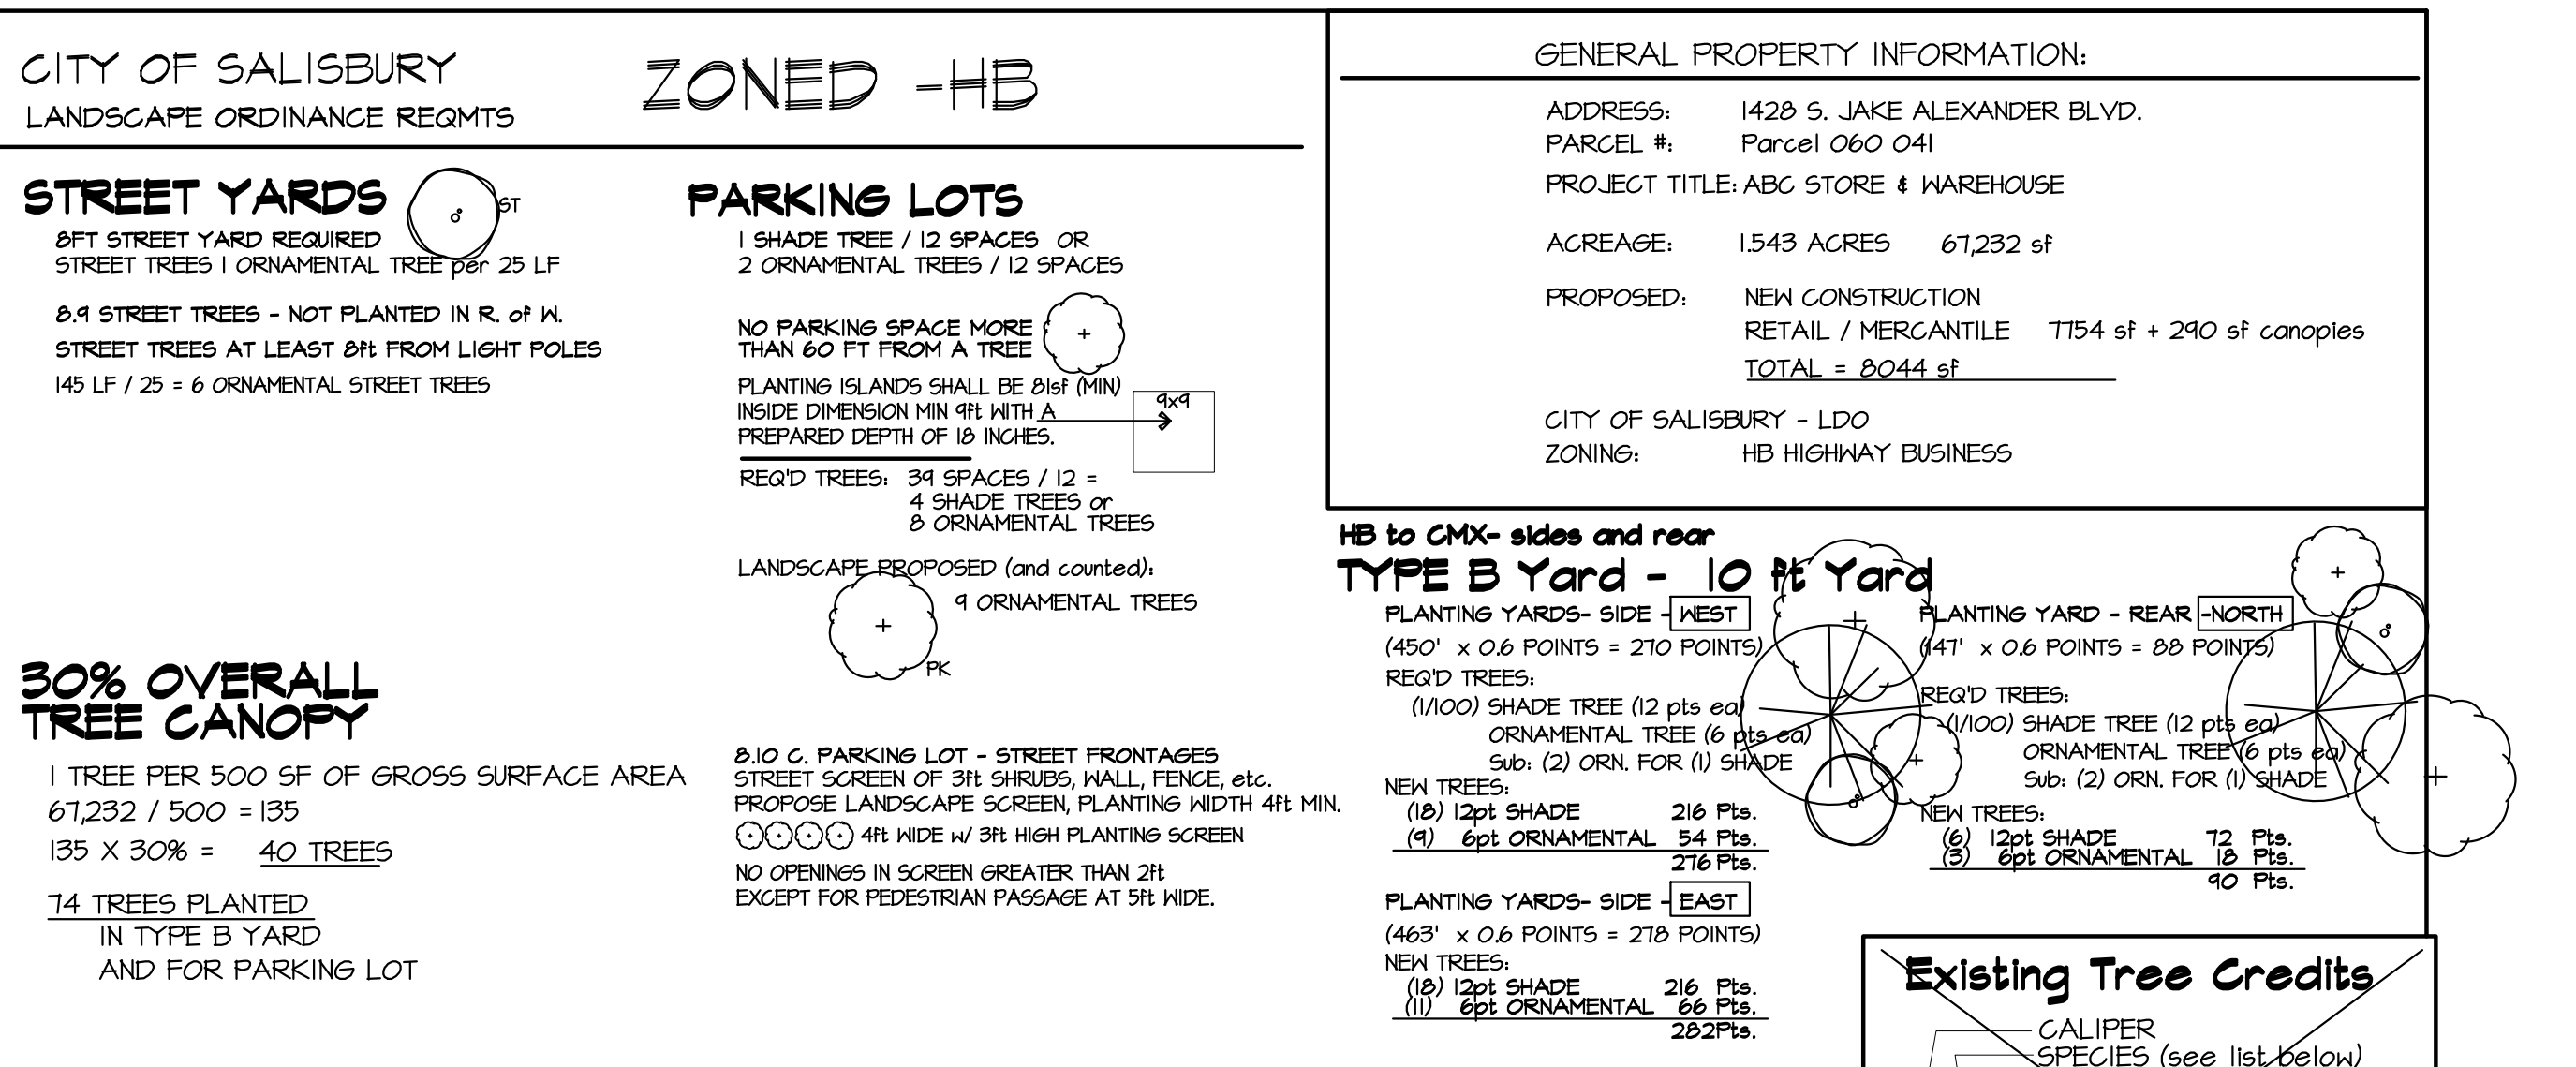 CITY OF SALISBURY
LANDSCAPE ORDINANCE REQMTS
ZONED -HB
STREET YARDS
ST
8FT STREET YARD REQUIRED
STREET TREES 1 ORNAMENTAL TREE per 25 LF
8.9 STREET TREES - NOT PLANTED IN R. of W.
STREET TREES AT LEAST 8ft FROM LIGHT POLES
145 LF / 25 = 6 ORNAMENTAL STREET TREES
30% OVERALL
TREE CANOPY
1 TREE PER 500 SF OF GROSS SURFACE AREA
67,232 / 500 = 135
135 X 30% = 40 TREES
74 TREES PLANTED
IN TYPE B YARD
AND FOR PARKING LOT
PARKING LOTS
1 SHADE TREE / 12 SPACES OR
2 ORNAMENTAL TREES / 12 SPACES
NO PARKING SPACE MORE
THAN 60 FT FROM A TREE
PLANTING ISLANDS SHALL BE 81sf (MIN)
INSIDE DIMENSION MIN 9ft WITH A
PREPARED DEPTH OF 18 INCHES.
9x9
REQ'D TREES: 39 SPACES / 12 =
4 SHADE TREES or
8 ORNAMENTAL TREES
LANDSCAPE PROPOSED (and counted):
9 ORNAMENTAL TREES
PK
8.10 C. PARKING LOT - STREET FRONTAGES
STREET SCREEN OF 3ft SHRUBS, WALL, FENCE, etc.
PROPOSE LANDSCAPE SCREEN, PLANTING WIDTH 4ft MIN.
4ft WIDE w/ 3ft HIGH PLANTING SCREEN
NO OPENINGS IN SCREEN GREATER THAN 2ft
EXCEPT FOR PEDESTRIAN PASSAGE AT 5ft WIDE.
GENERAL PROPERTY INFORMATION:
ADDRESS: 1428 S. JAKE ALEXANDER BLVD.
PARCEL #: Parcel 060 041
PROJECT TITLE: ABC STORE & WAREHOUSE
ACREAGE: 1.543 ACRES 67,232 sf
PROPOSED: NEW CONSTRUCTION
RETAIL / MERCANTILE 7754 sf + 290 sf canopies
TOTAL = 8044 sf
CITY OF SALISBURY - LDO
ZONING: HB HIGHWAY BUSINESS
HB to CMX- sides and rear
TYPE B Yard - 10 ft Yard
PLANTING YARDS- SIDE - WEST
(450' x 0.6 POINTS = 270 POINTS)
REQ'D TREES:
(1/100) SHADE TREE (12 pts ea)
ORNAMENTAL TREE (6 pts ea)
Sub: (2) ORN. FOR (1) SHADE
NEW TREES:
(18) 12pt SHADE 216 Pts.
(9) 6pt ORNAMENTAL 54 Pts.
276 Pts.
PLANTING YARDS- SIDE - EAST
(463' x 0.6 POINTS = 278 POINTS)
NEW TREES:
(18) 12pt SHADE 216 Pts.
(11) 6pt ORNAMENTAL 66 Pts.
282Pts.
PLANTING YARD - REAR -NORTH
(147' x 0.6 POINTS = 88 POINTS)
REQ'D TREES:
(1/100) SHADE TREE (12 pts ea)
ORNAMENTAL TREE (6 pts ea)
Sub: (2) ORN. FOR (1) SHADE
NEW TREES:
(6) 12pt SHADE 72 Pts.
(3) 6pt ORNAMENTAL 18 Pts.
90 Pts.
Existing Tree Credits
CALIPER
SPECIES (see list below)